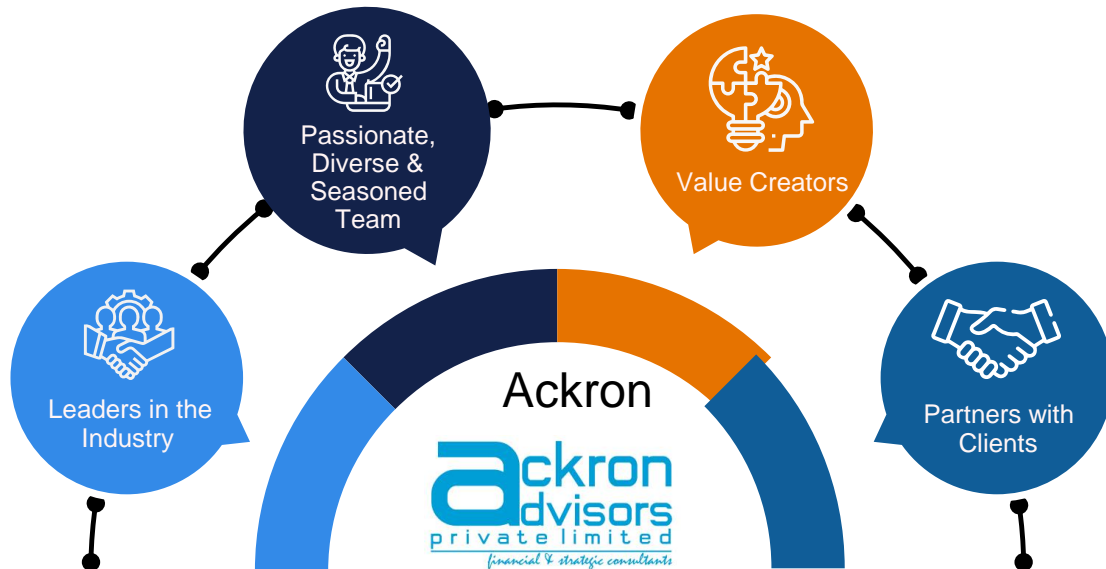 Passionate,
Diverse &
Seasoned
Team
Value Creators
Leaders in the
Industry
Partners with
Clients
Ackron
ackron
advisors
private limited
financial & strategic consultants